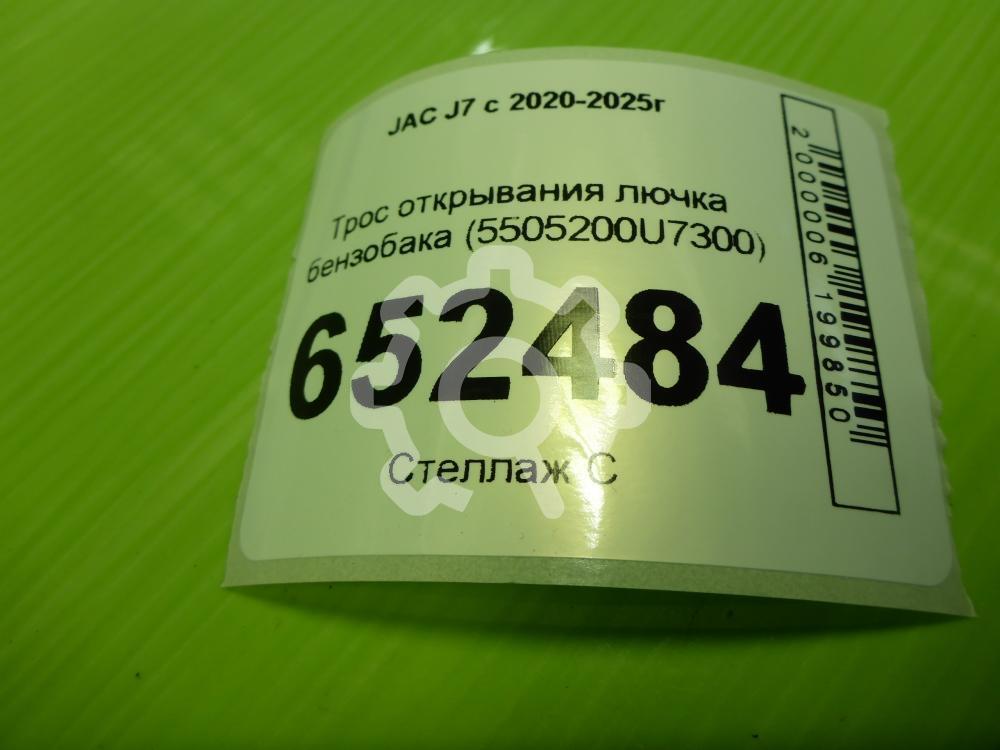 JAC J7 с 2020-2025г
Трос открывания лючка
бензобака (5505200U7300)
652484
Стеллаж С
2000006199850